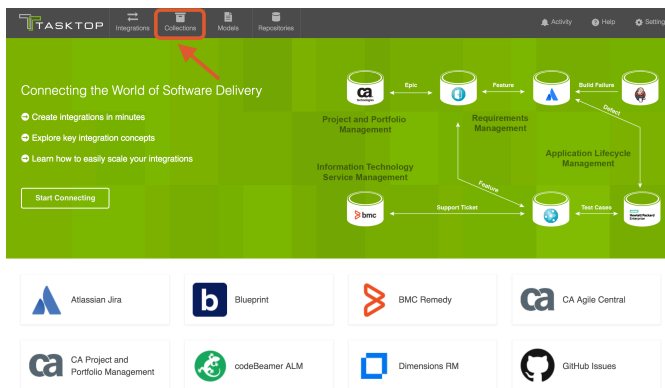 TASKTOP
Integrations
Collections
Models
Repositories
Activity
Help
Setting
Connecting the World of Software Delivery
Create integrations in minutes
Explore key integration concepts
Learn how to easily scale your integrations
Start Connecting
ca
technologies
Epic
Feature
Build Failure
Defect
Project and Portfolio
Management
Requirements
Management
Application Lifecycle
Management
Information Technology
Service Management
Feature
bmc
Support Ticket
Test Cases
Hewlett Packard
Enterprise
Atlassian Jira
b
Blueprint
BMC Remedy
ca
CA Agile Central
ca
CA Project and
Portfolio Management
codeBeamer ALM
Dimensions RM
GitHub Issues